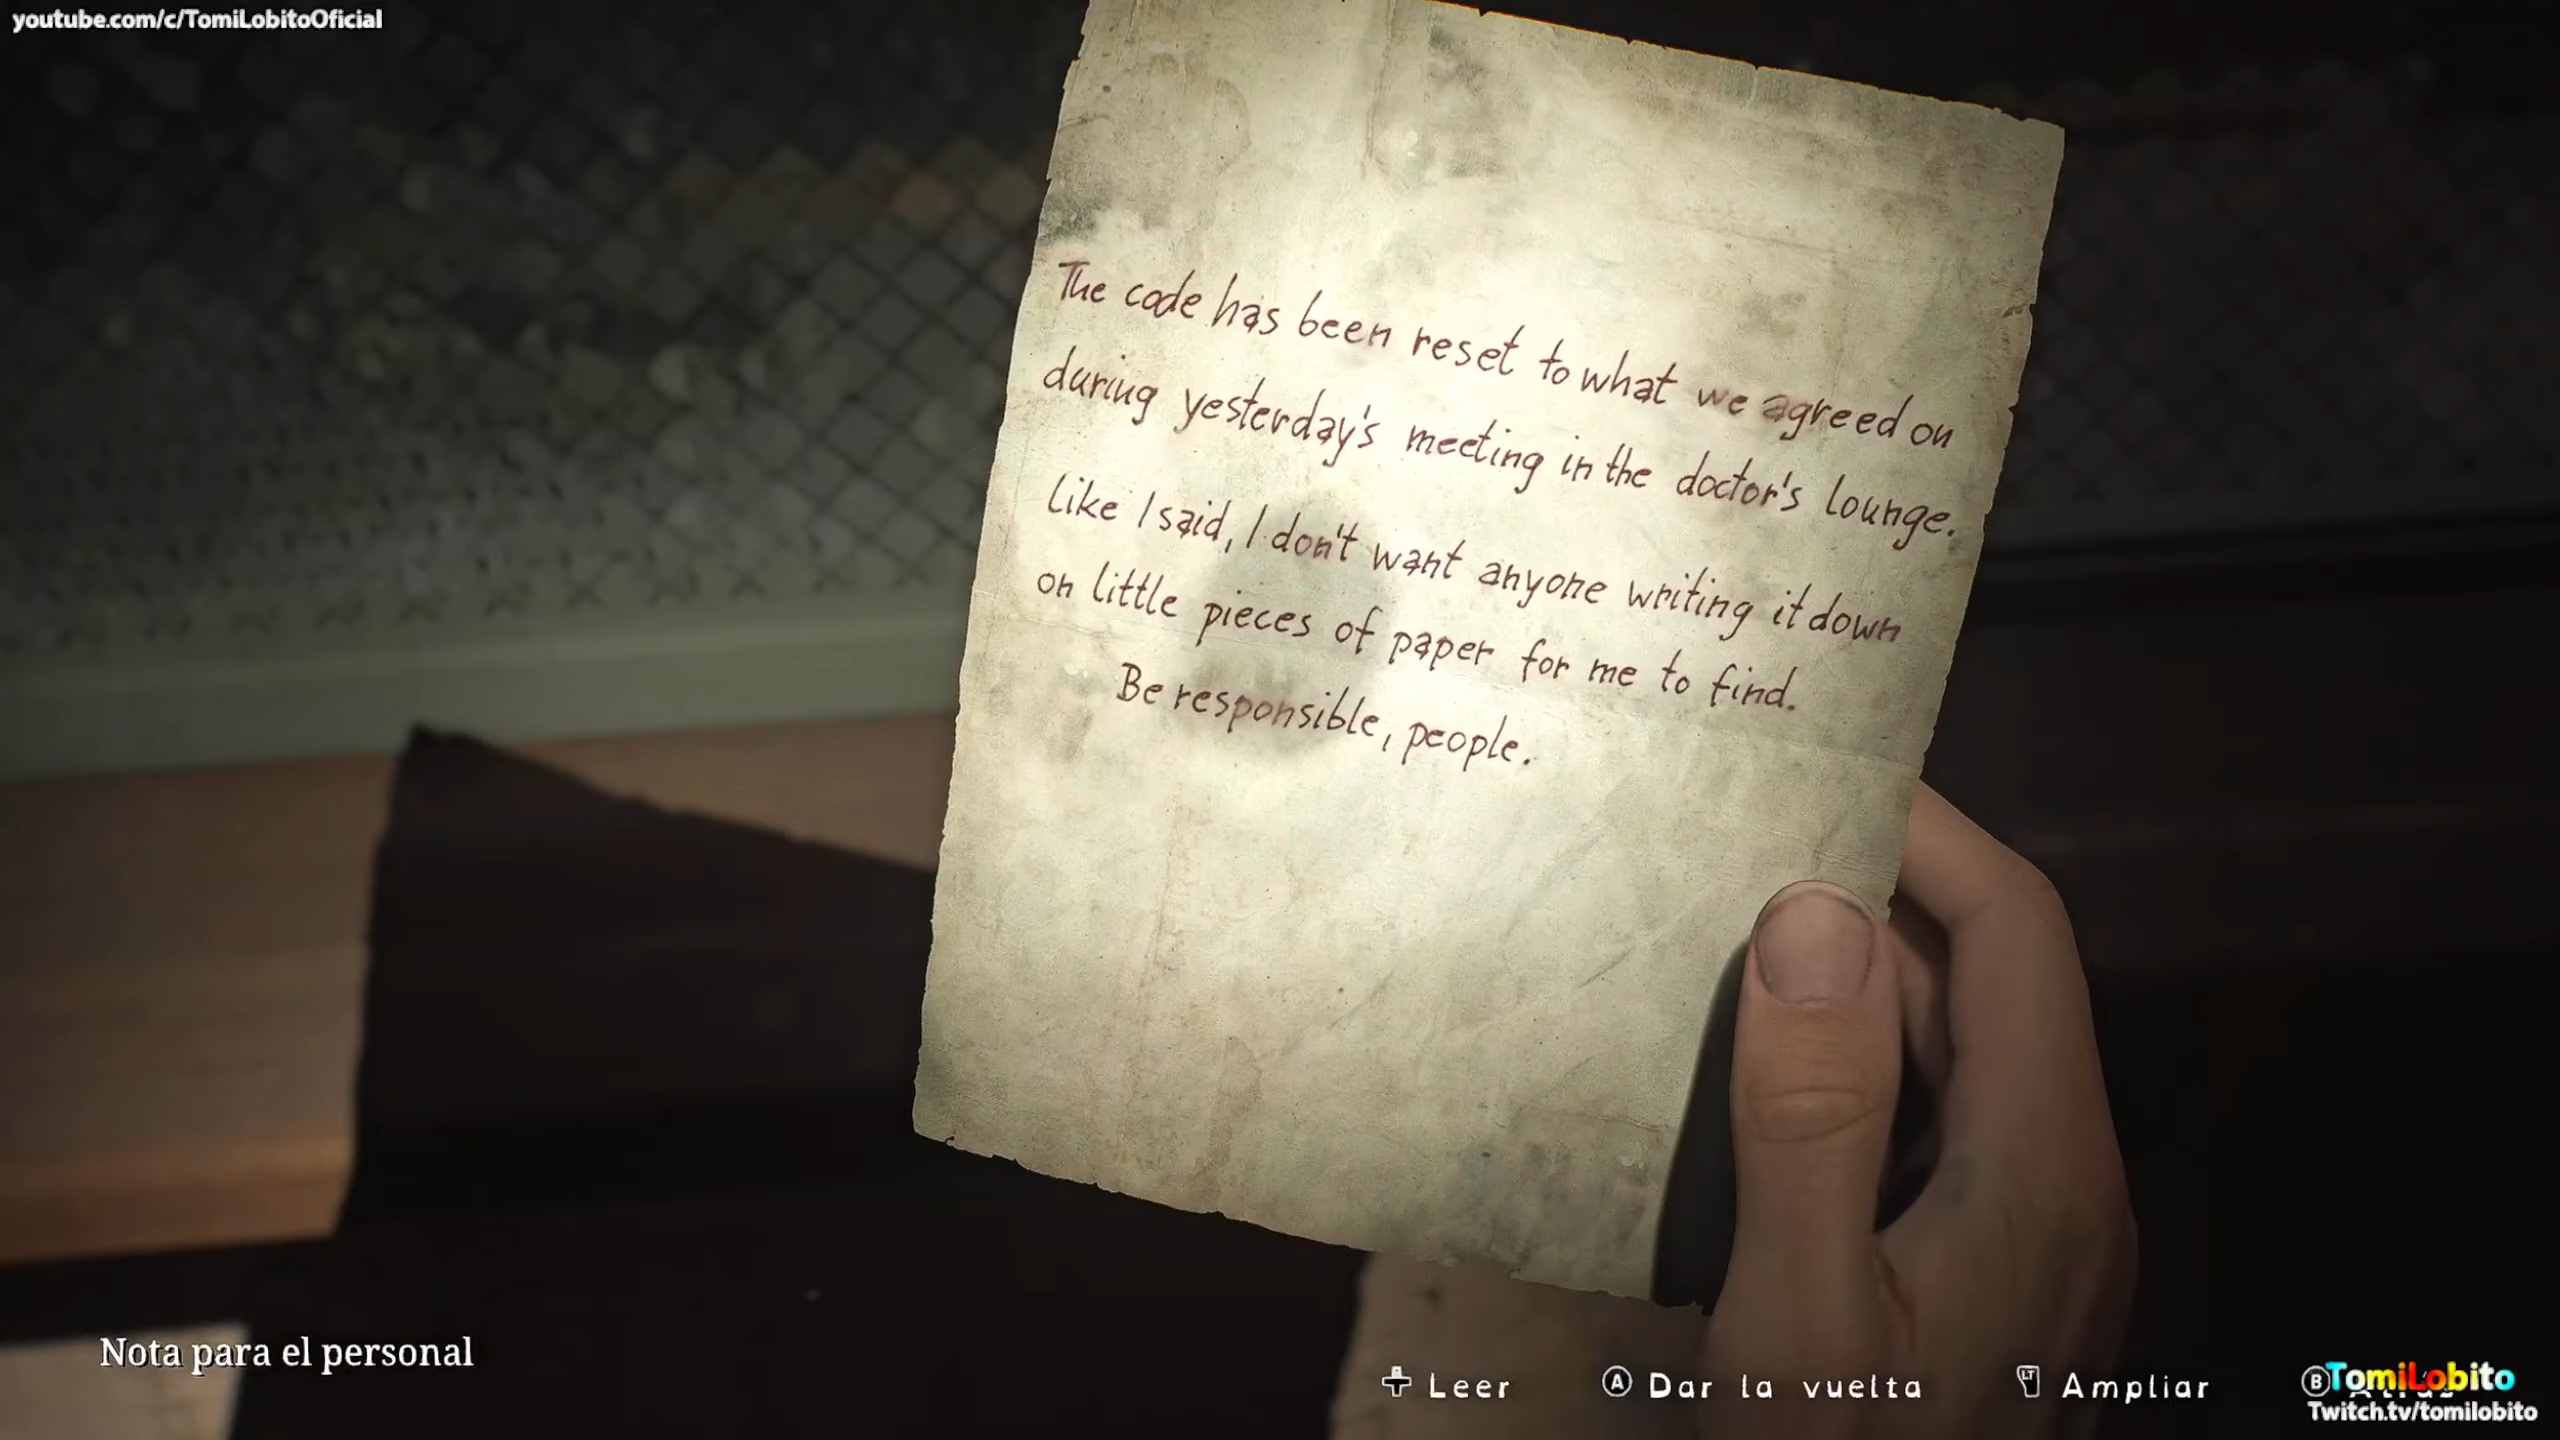 youtube.com/c/TomiLobitoOficial
The code has been reset to what we agreed on
during yesterday's meeting in the doctor's lounge.
Like I said, I don't want anyone writing it down
on little pieces of paper for me to find.
Be responsible, people.
Nota para el personal
Leer
A Dar la vuelta
LT Ampliar
B TomiLobito
Twitch.tv/tomilobito